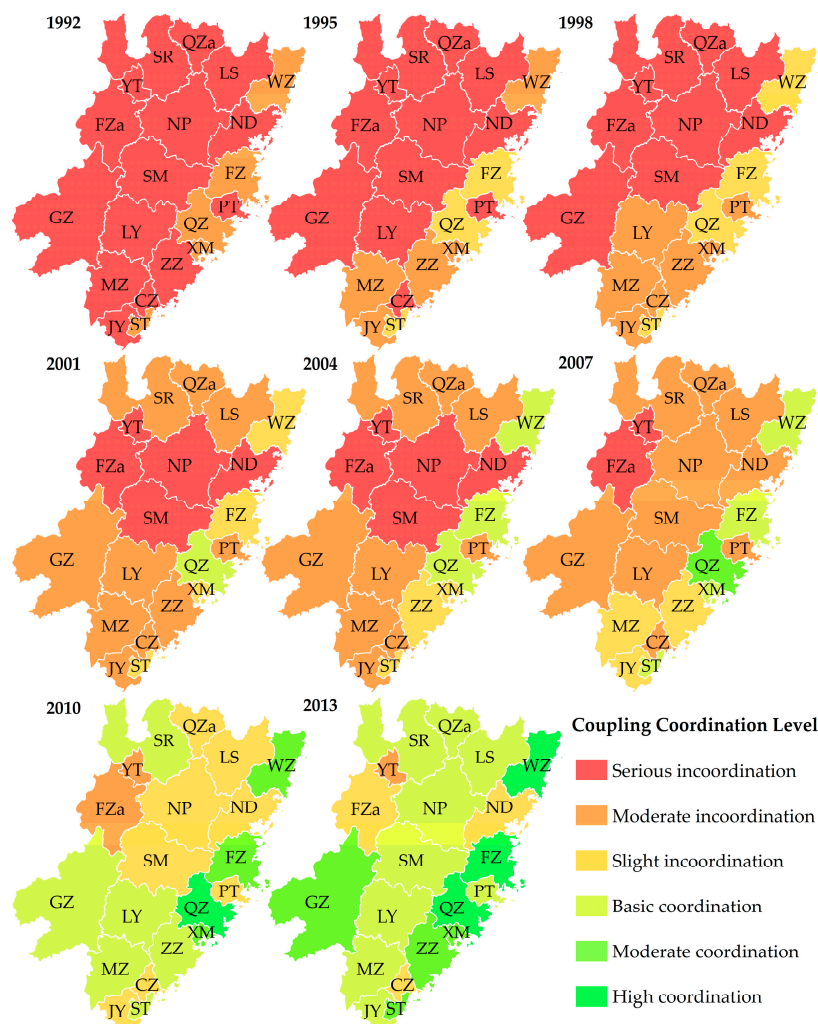 1992
SR
QZa
LS
WZ
YT
FZa
NP
ND
SM
FZ
PT
GZ
LY
QZ
XM
ZZ
MZ
CZ
JY
ST
1995
SR
QZa
LS
WZ
YT
FZa
NP
ND
SM
FZ
PT
GZ
LY
QZ
XM
ZZ
MZ
CZ
JY
ST
1998
SR
QZa
LS
WZ
YT
FZa
NP
ND
SM
FZ
PT
GZ
LY
QZ
XM
ZZ
MZ
CZ
JY
ST
2001
SR
QZa
LS
WZ
YT
FZa
NP
ND
SM
FZ
PT
GZ
LY
QZ
XM
ZZ
MZ
CZ
JY
ST
2004
SR
QZa
LS
WZ
YT
FZa
NP
ND
SM
FZ
PT
GZ
LY
QZ
XM
ZZ
MZ
CZ
JY
ST
2007
SR
QZa
LS
WZ
YT
FZa
NP
ND
SM
FZ
PT
GZ
LY
QZ
XM
ZZ
MZ
CZ
JY
ST
2010
SR
QZa
LS
WZ
YT
FZa
NP
ND
SM
FZ
PT
GZ
LY
QZ
XM
ZZ
MZ
CZ
JY
ST
2013
SR
QZa
LS
WZ
YT
FZa
NP
ND
SM
FZ
PT
GZ
LY
QZ
XM
ZZ
MZ
CZ
JY
ST
Coupling Coordination Level
Serious incoordination
Moderate incoordination
Slight incoordination
Basic coordination
Moderate coordination
High coordination